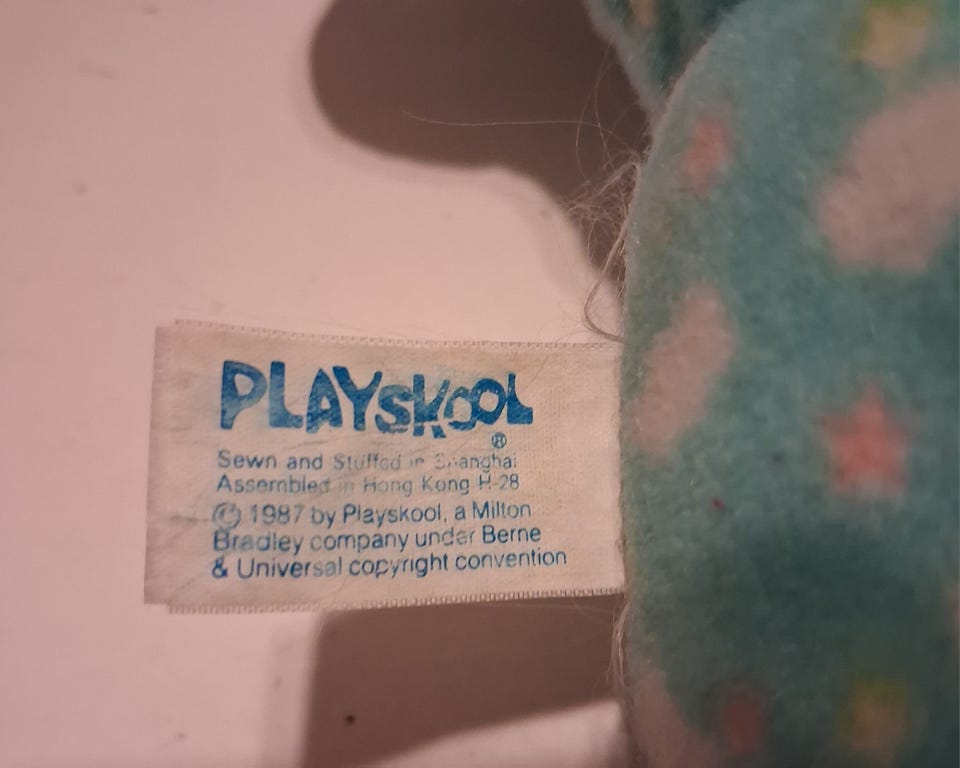 PLAYSKOOL
®
Sewn and Stuffed in Shanghai
Assembled in Hong Kong H-28
© 1987 by Playskool, a Milton
Bradley company under Berne
& Universal copyright convention